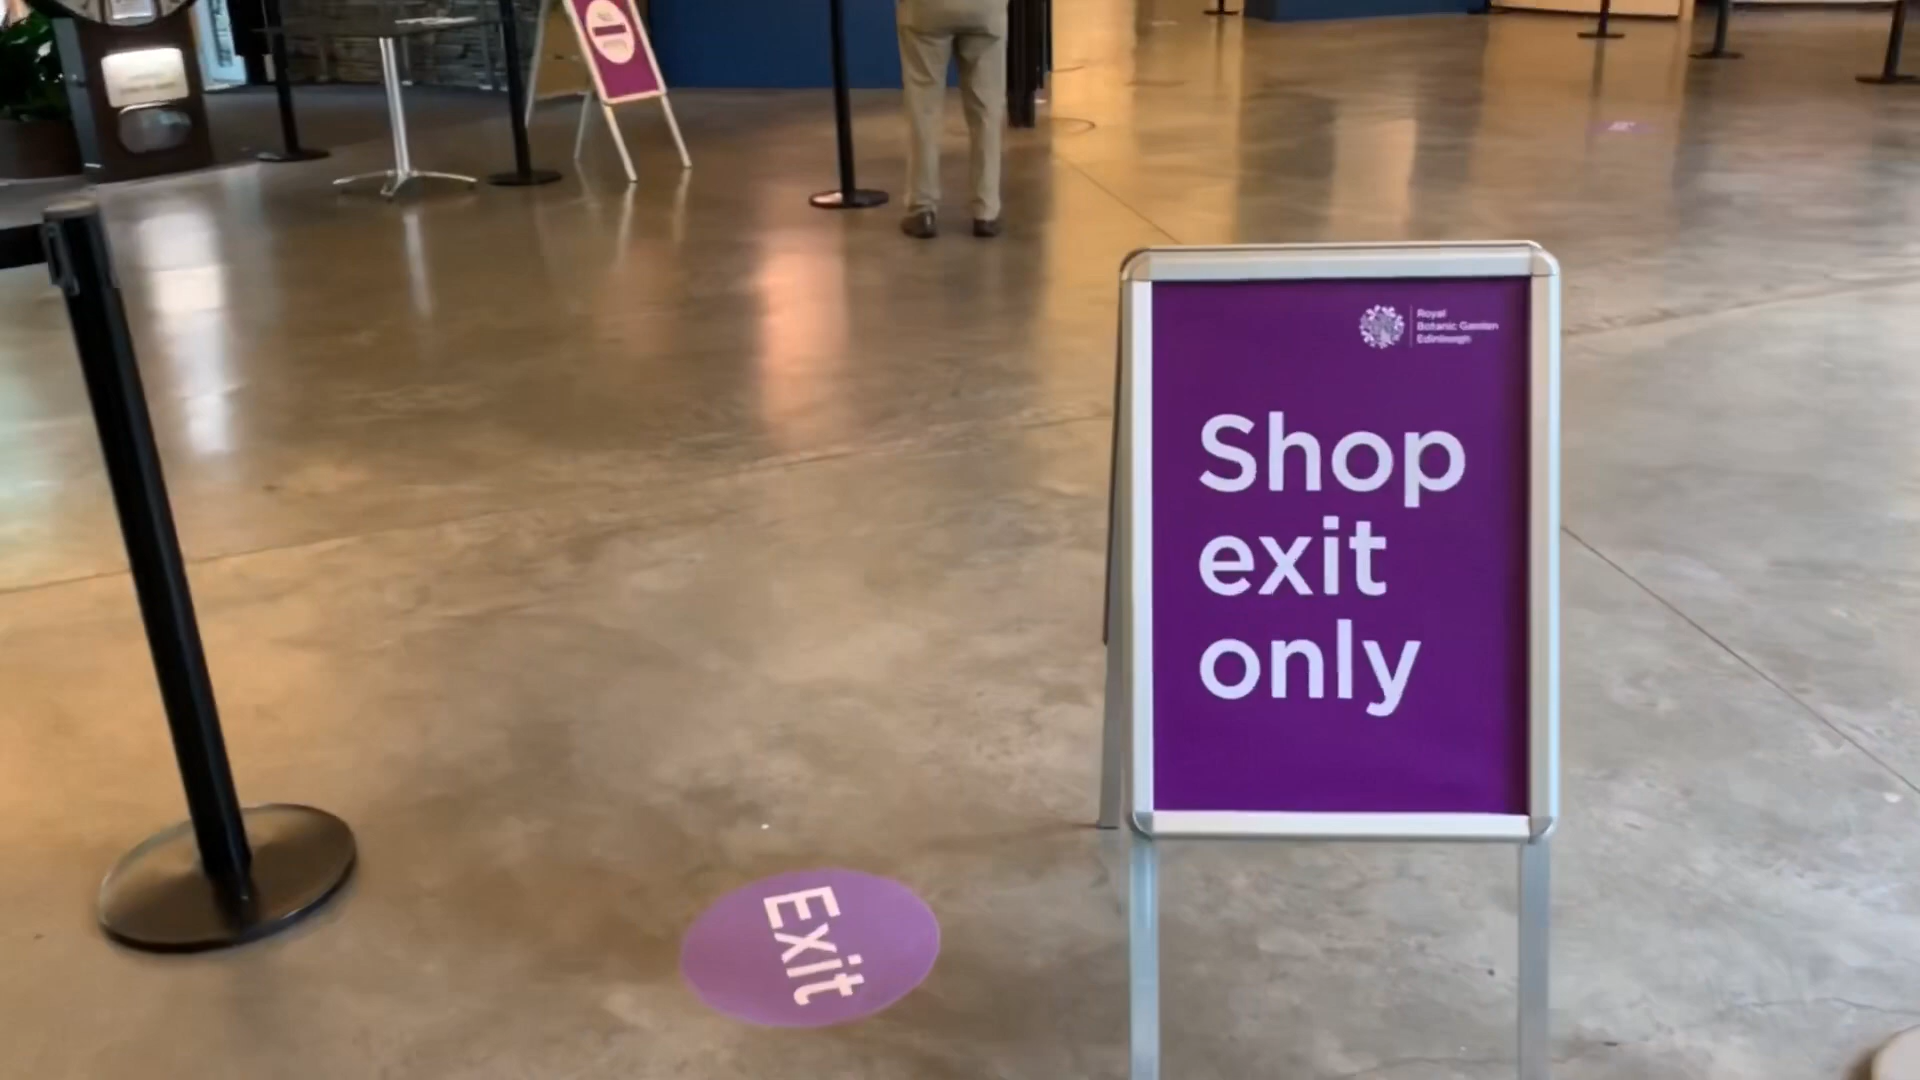 Royal
Botanic Garden
Edinburgh
Shop
exit
only
Exit